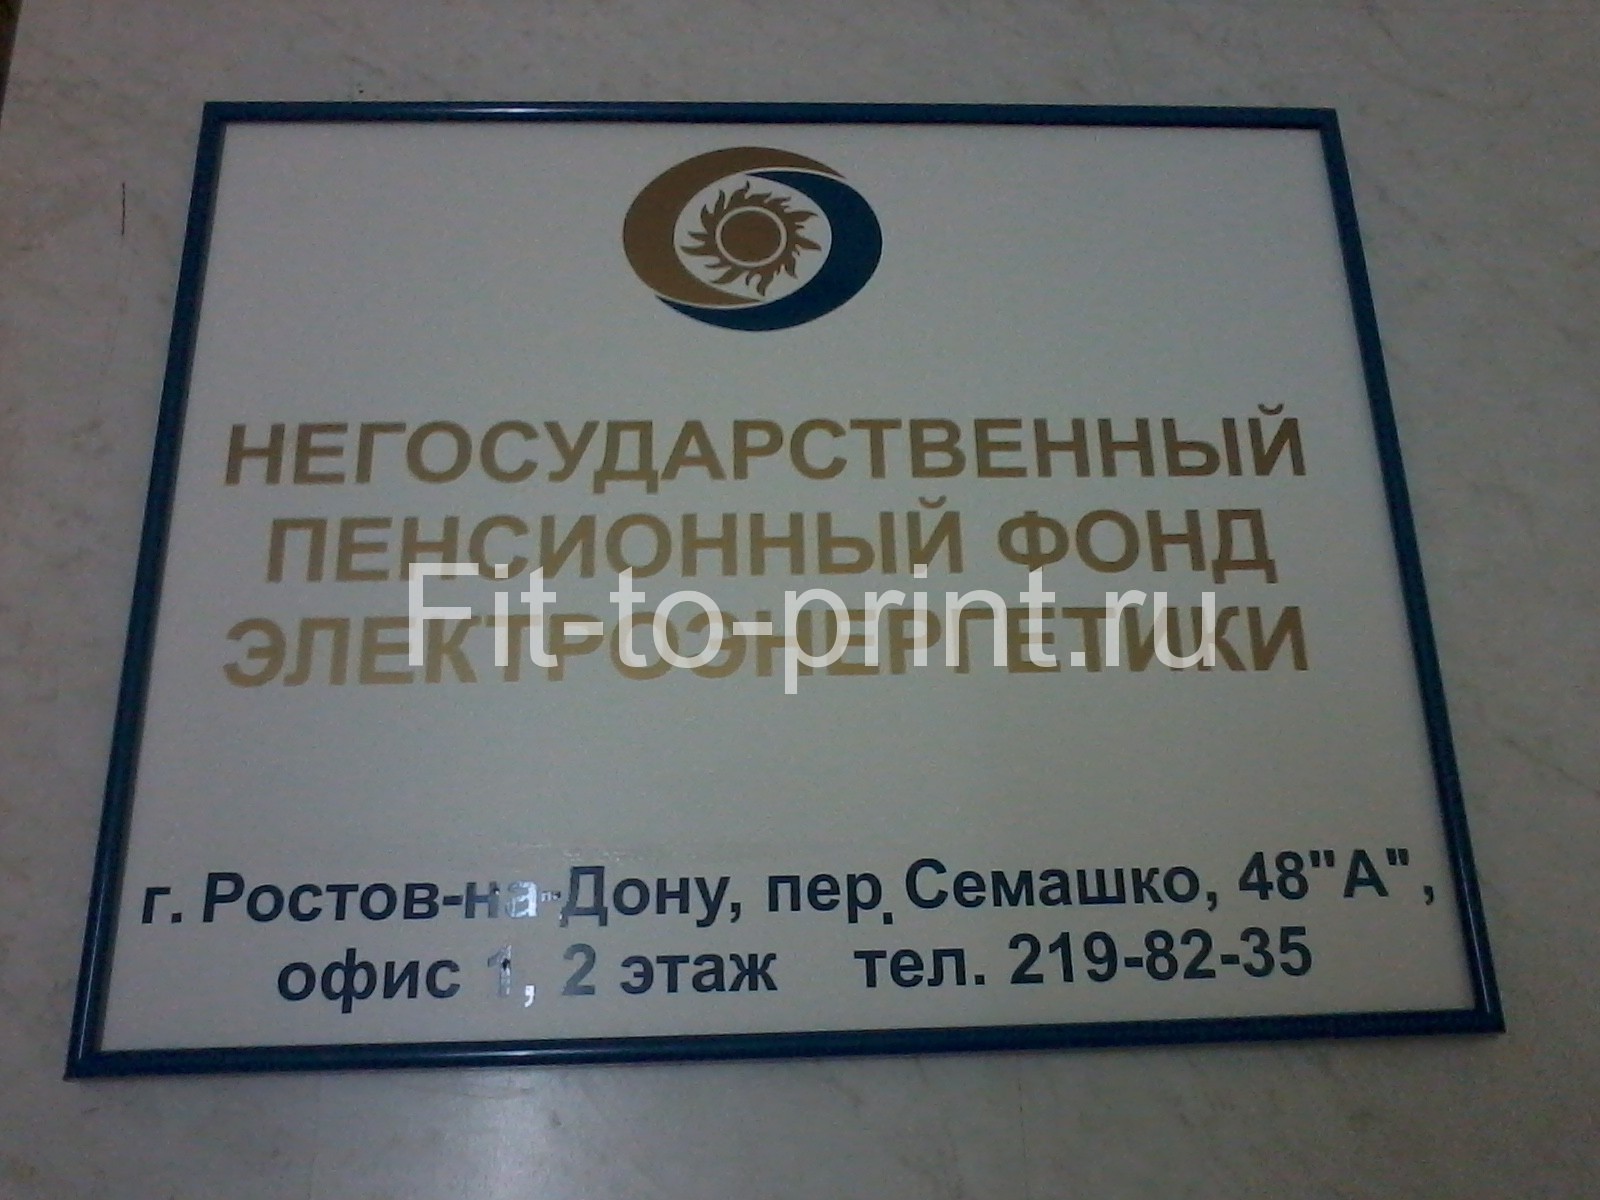 НЕГОСУДАРСТВЕННЫЙ
ПЕНСИОННЫЙ ФОНД
ЭЛЕКТРОЭНЕРГЕТИКИ
Fit-to-print.ru
г. Ростов-на-Дону, пер. Семашко, 48"А",
офис 1, 2 этаж тел. 219-82-35